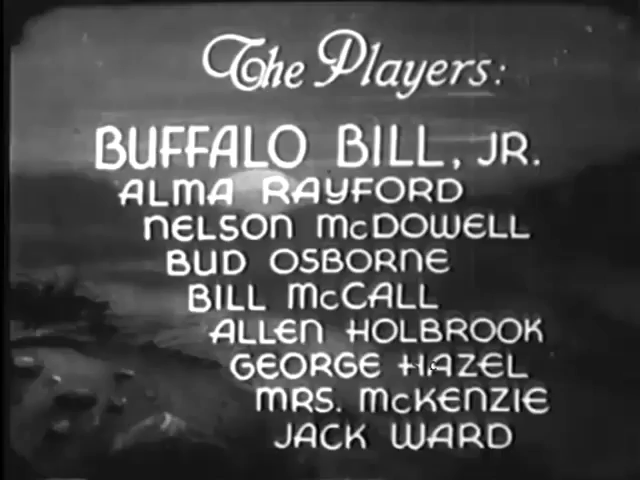 The Players:
BUFFALO BILL, JR.
ALMA RAYFORD
NELSON McDOWELL
BUD OSBORNE
BILL McCALL
ALLEN HOLBROOK
GEORGE HAZEL
MRS. McKENZIE
JACK WARD